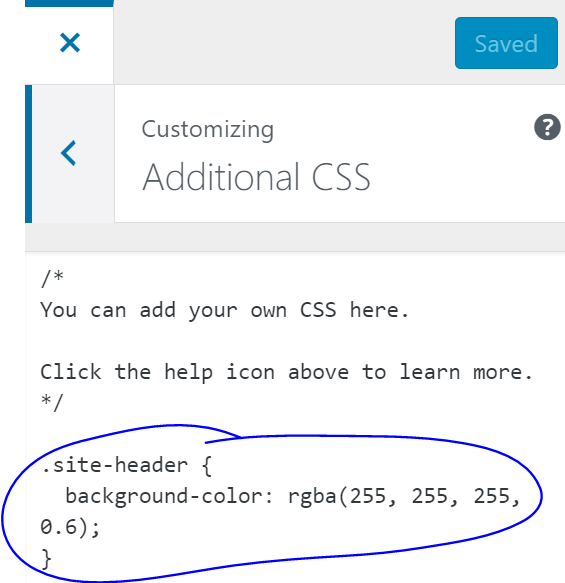 Saved
?
Customizing
Additional CSS
/*
You can add your own CSS here.
Click the help icon above to learn more.
*/
.site-header {
  background-color: rgba(255, 255, 255,
0.6);
}